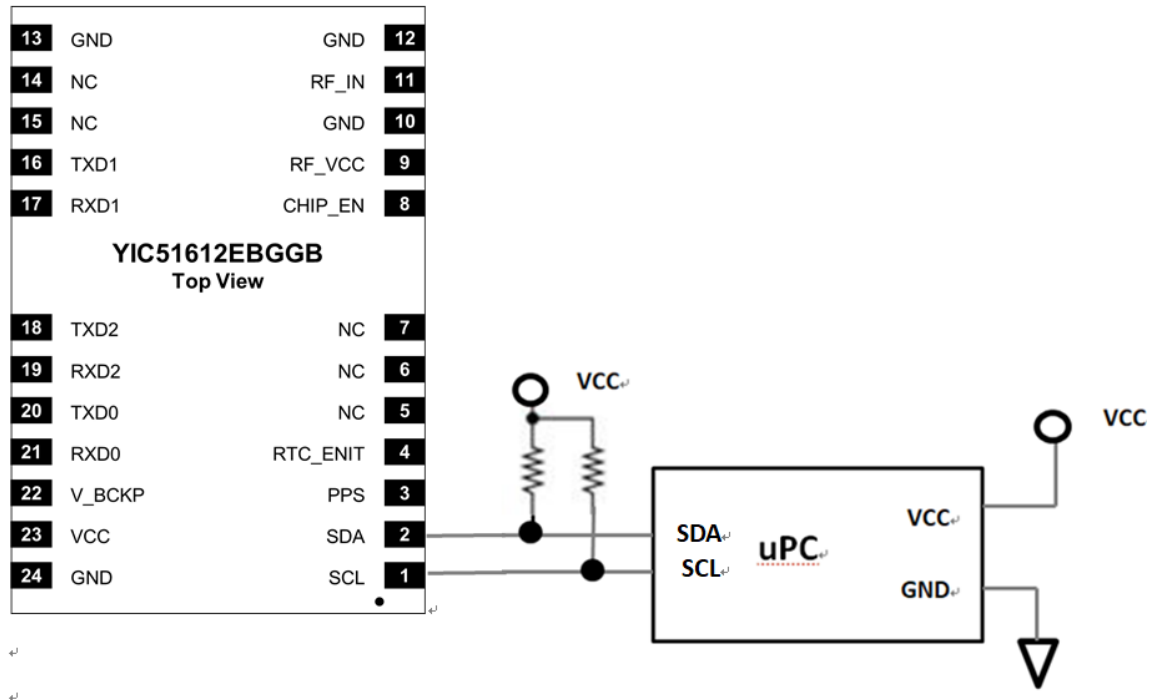 13 GND GND 12
14 NC RF_IN 11
15 NC GND 10
16 TXD1 RF_VCC 9
17 RXD1 CHIP_EN 8
YIC51612EBGGB
Top View
18 TXD2 NC 7
19 RXD2 NC 6
20 TXD0 NC 5
21 RXD0 RTC_ENIT 4
22 V_BCKP PPS 3
23 VCC SDA 2
24 GND SCL 1
VCC
VCC
SDA
SCL
uPC
VCC
GND